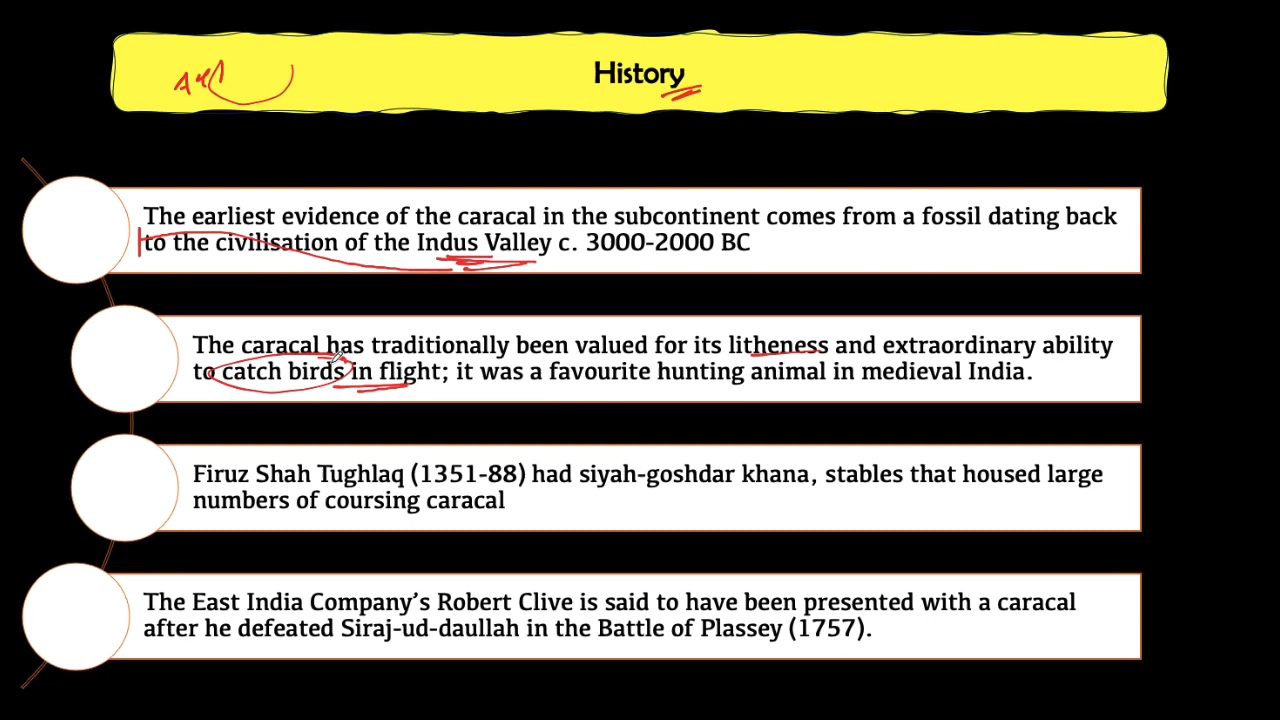 History
The earliest evidence of the caracal in the subcontinent comes from a fossil dating back
to the civilisation of the Indus Valley c. 3000-2000 BC
The caracal has traditionally been valued for its litheness and extraordinary ability
to catch birds in flight; it was a favourite hunting animal in medieval India.
Firuz Shah Tughlaq (1351-88) had siyah-goshdar khana, stables that housed large
numbers of coursing caracal
The East India Company’s Robert Clive is said to have been presented with a caracal
after he defeated Siraj-ud-daullah in the Battle of Plassey (1757).